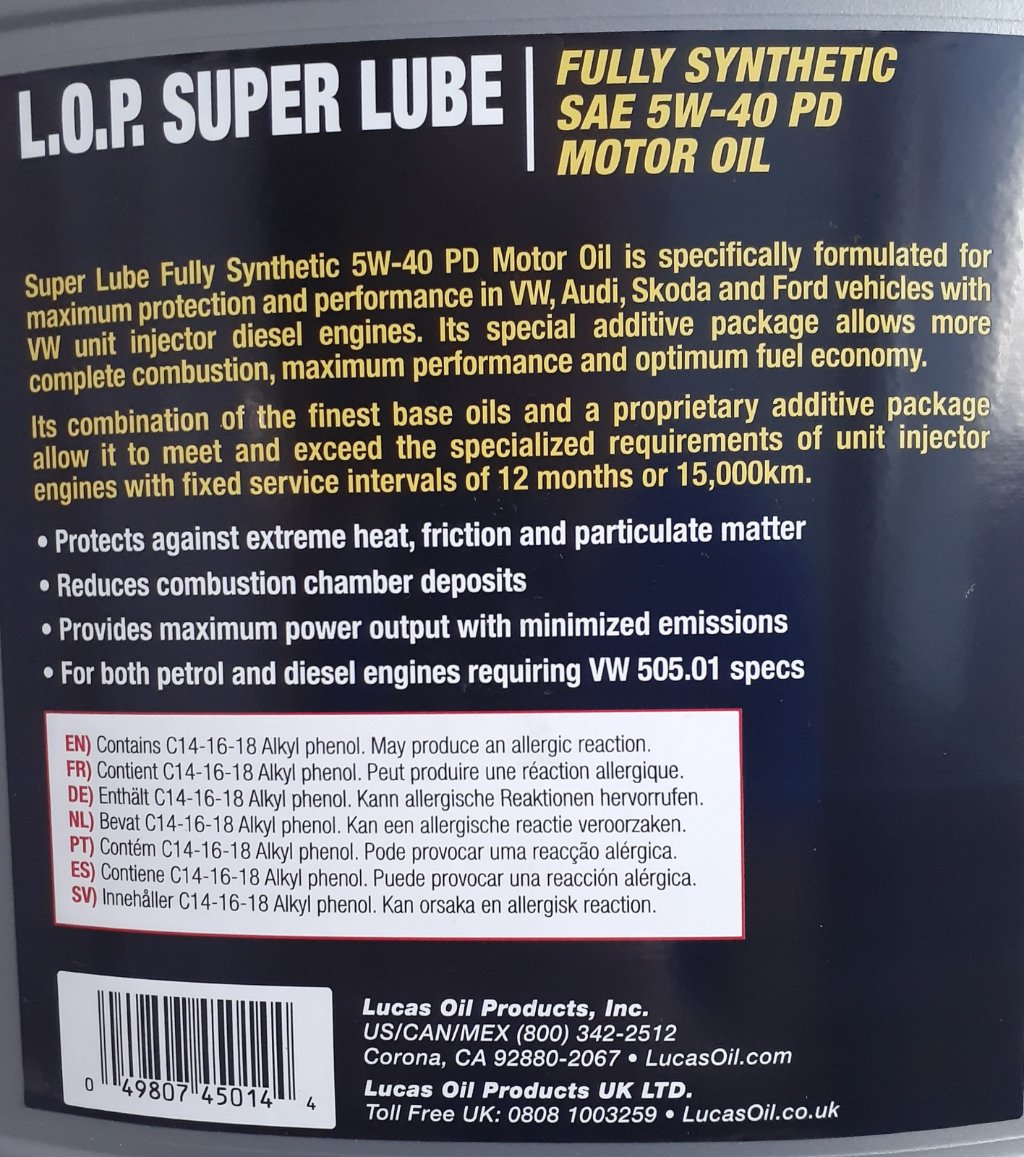 L.O.P. SUPER LUBE
FULLY SYNTHETIC
SAE 5W-40 PD
MOTOR OIL
Super Lube Fully Synthetic 5W-40 PD Motor Oil is specifically formulated for
maximum protection and performance in VW, Audi, Skoda and Ford vehicles with
VW unit injector diesel engines. Its special additive package allows more
complete combustion, maximum performance and optimum fuel economy.
Its combination of the finest base oils and a proprietary additive package
allow it to meet and exceed the specialized requirements of unit injector
engines with fixed service intervals of 12 months or 15,000km.
• Protects against extreme heat, friction and particulate matter
• Reduces combustion chamber deposits
• Provides maximum power output with minimized emissions
• For both petrol and diesel engines requiring VW 505.01 specs
EN) Contains C14-16-18 Alkyl phenol. May produce an allergic reaction.
FR) Contient C14-16-18 Alkyl phenol. Peut produire une réaction allergique.
DE) Enthält C14-16-18 Alkyl phenol. Kann allergische Reaktionen hervorrufen.
NL) Bevat C14-16-18 Alkyl phenol. Kan een allergische reactie veroorzaken.
PT) Contém C14-16-18 Alkyl phenol. Pode provocar uma reacção alérgica.
ES) Contiene C14-16-18 Alkyl phenol. Puede provocar una reacción alérgica.
SV) Innehåller C14-16-18 Alkyl phenol. Kan orsaka en allergisk reaction.
0 49807 45014 4
Lucas Oil Products, Inc.
US/CAN/MEX (800) 342-2512
Corona, CA 92880-2067 • LucasOil.com
Lucas Oil Products UK LTD.
Toll Free UK: 0808 1003259 • LucasOil.co.uk